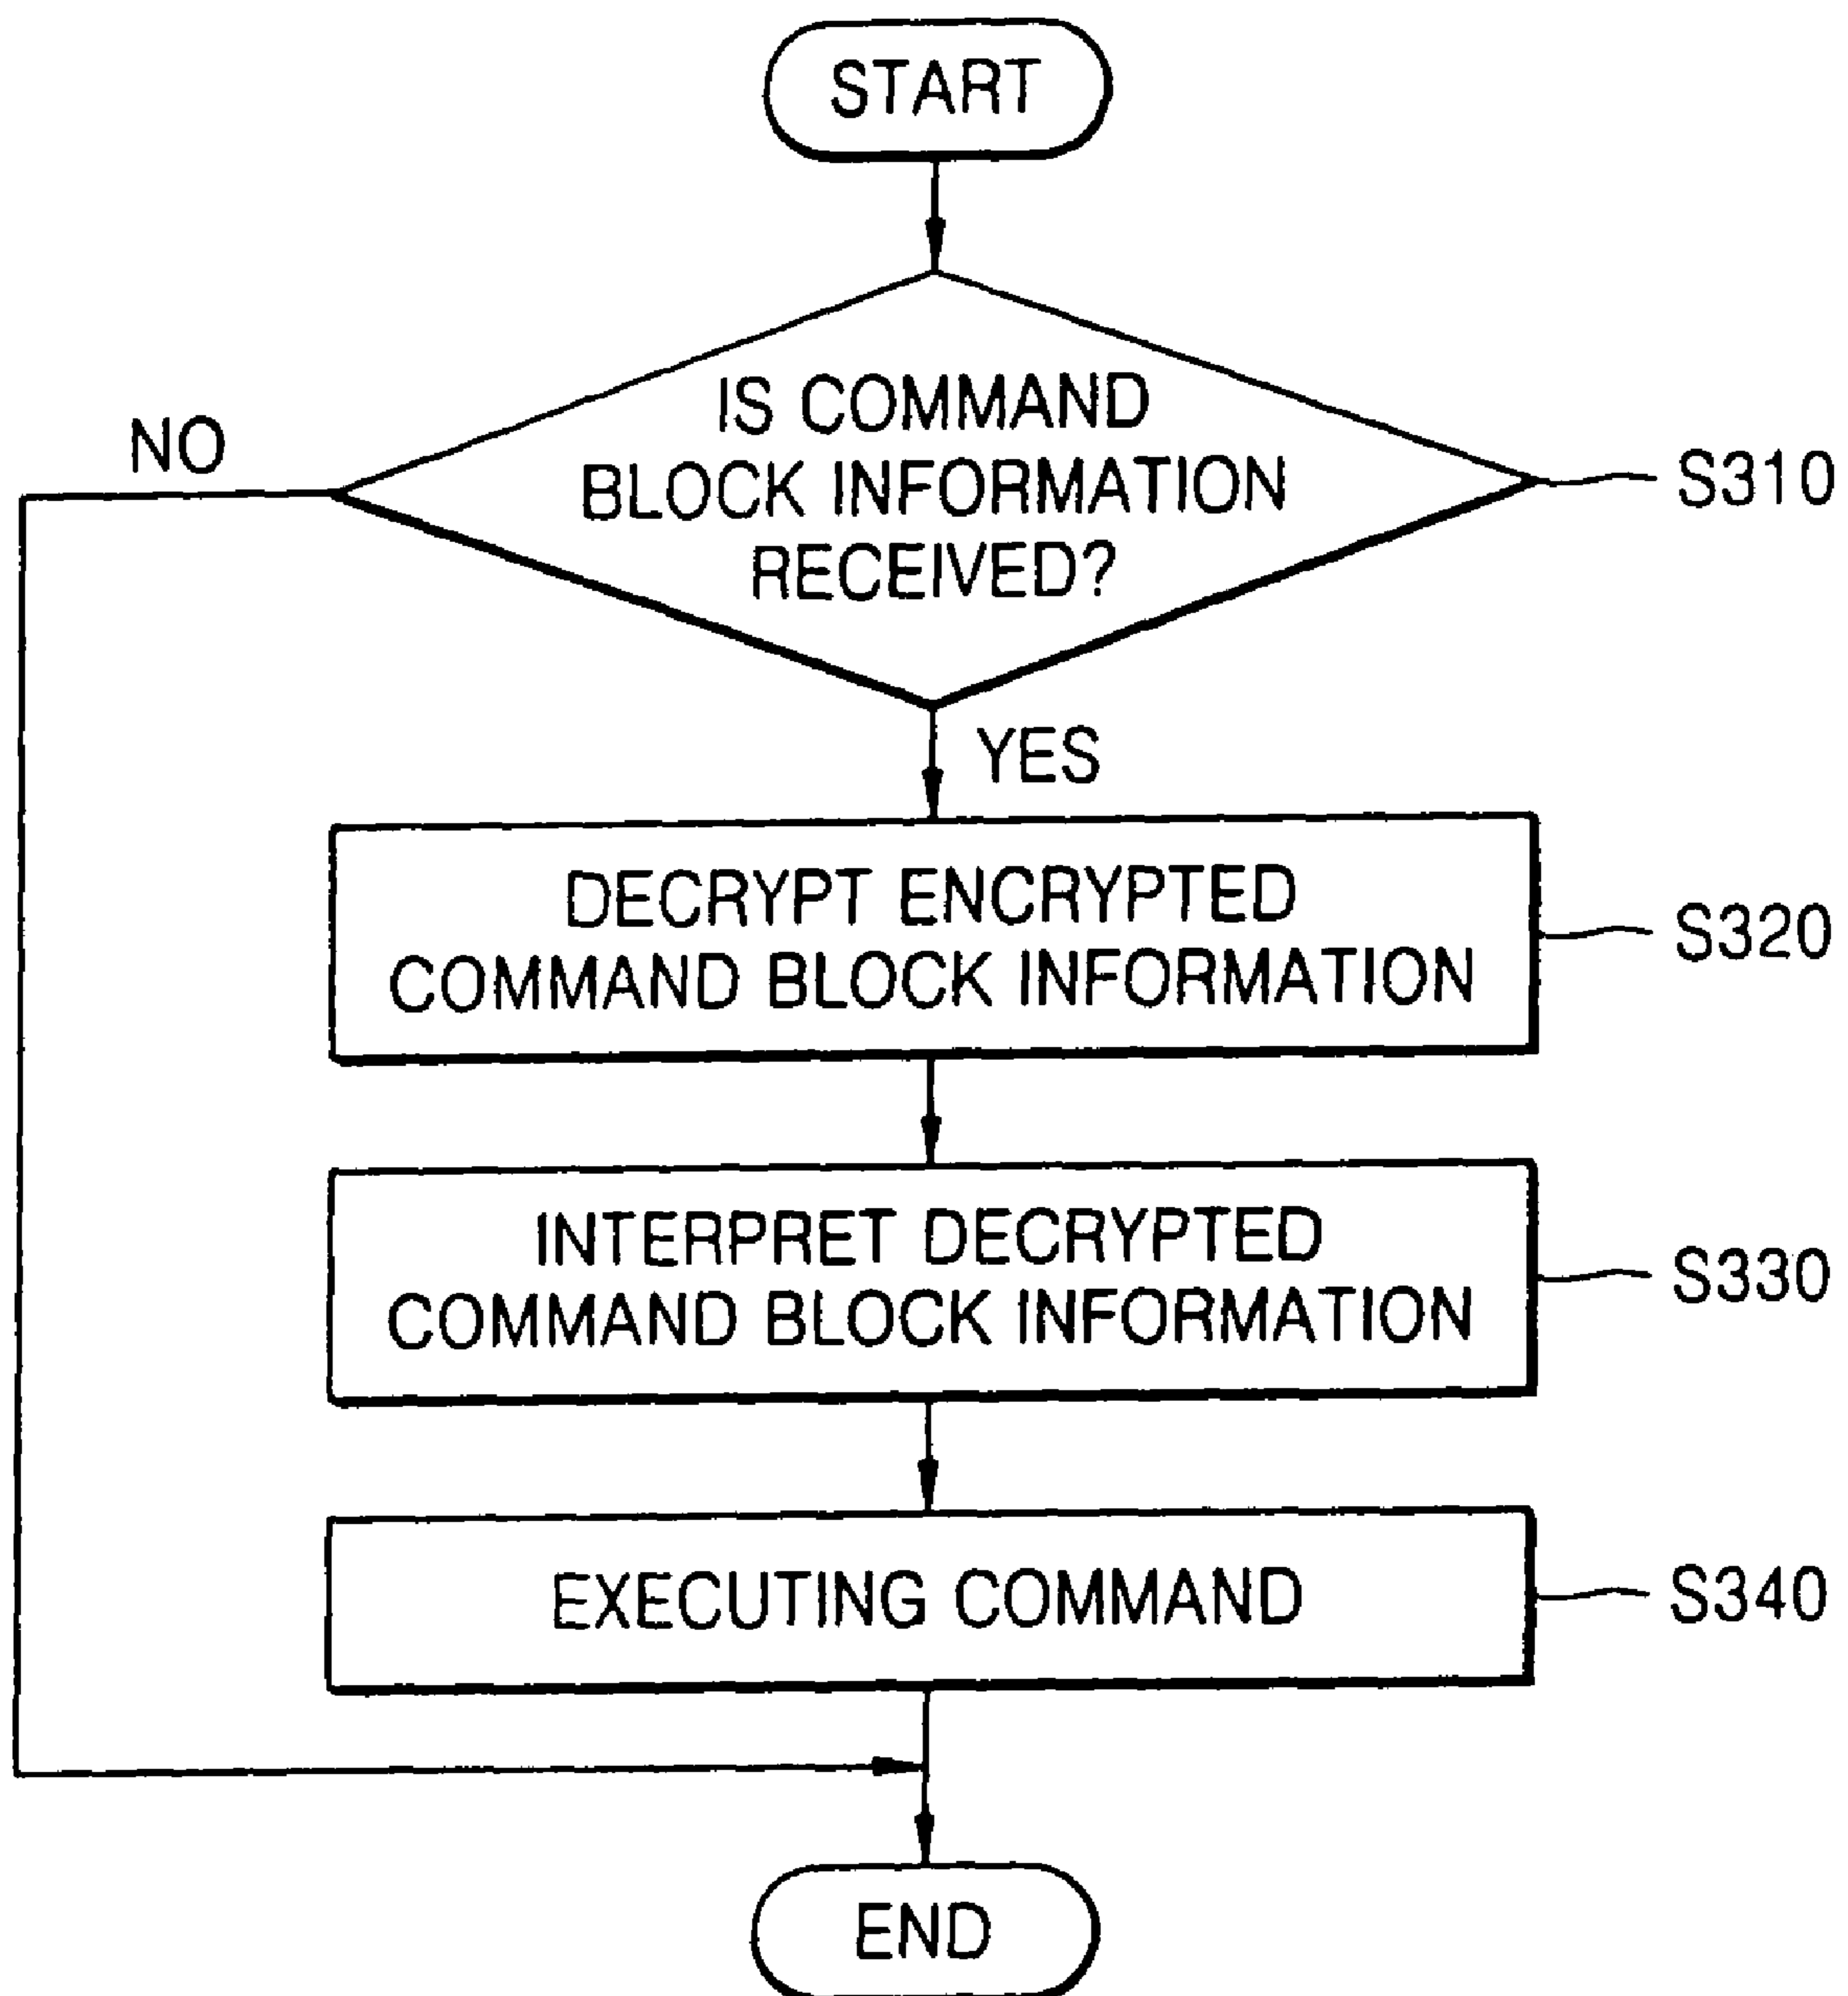 START
IS COMMAND
BLOCK INFORMATION
RECEIVED?
NO
S310
YES
DECRYPT ENCRYPTED
COMMAND BLOCK INFORMATION
S320
INTERPRET DECRYPTED
COMMAND BLOCK INFORMATION
S330
EXECUTING COMMAND
S340
END